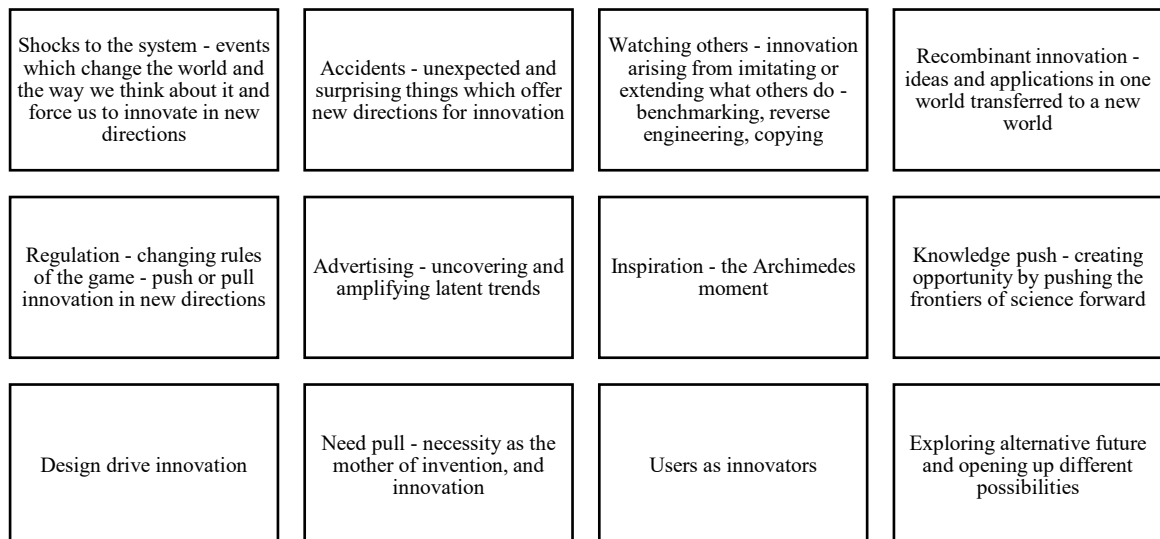 Shocks to the system - events
which change the world and
the way we think about it and
force us to innovate in new
directions
Accidents - unexpected and
surprising things which offer
new directions for innovation
Watching others - innovation
arising from imitating or
extending what others do -
benchmarking, reverse
engineering, copying
Recombinant innovation -
ideas and applications in one
world transferred to a new
world
Regulation - changing rules
of the game - push or pull
innovation in new directions
Advertising - uncovering and
amplifying latent trends
Inspiration - the Archimedes
moment
Knowledge push - creating
opportunity by pushing the
frontiers of science forward
Design drive innovation
Need pull - necessity as the
mother of invention, and
innovation
Users as innovators
Exploring alternative future
and opening up different
possibilities